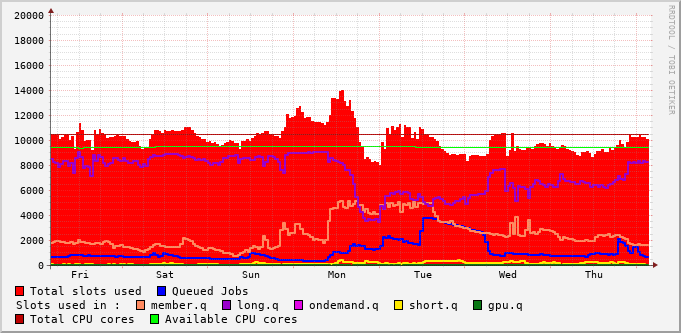 20000
18000
16000
14000
12000
10000
8000
6000
4000
2000
0
Fri Sat Sun Mon Tue Wed Thu
RRDTOOL / TOBI OETIKER
Total slots used Queued Jobs
Slots used in : member.q long.q ondemand.q short.q gpu.q
Total CPU cores Available CPU cores